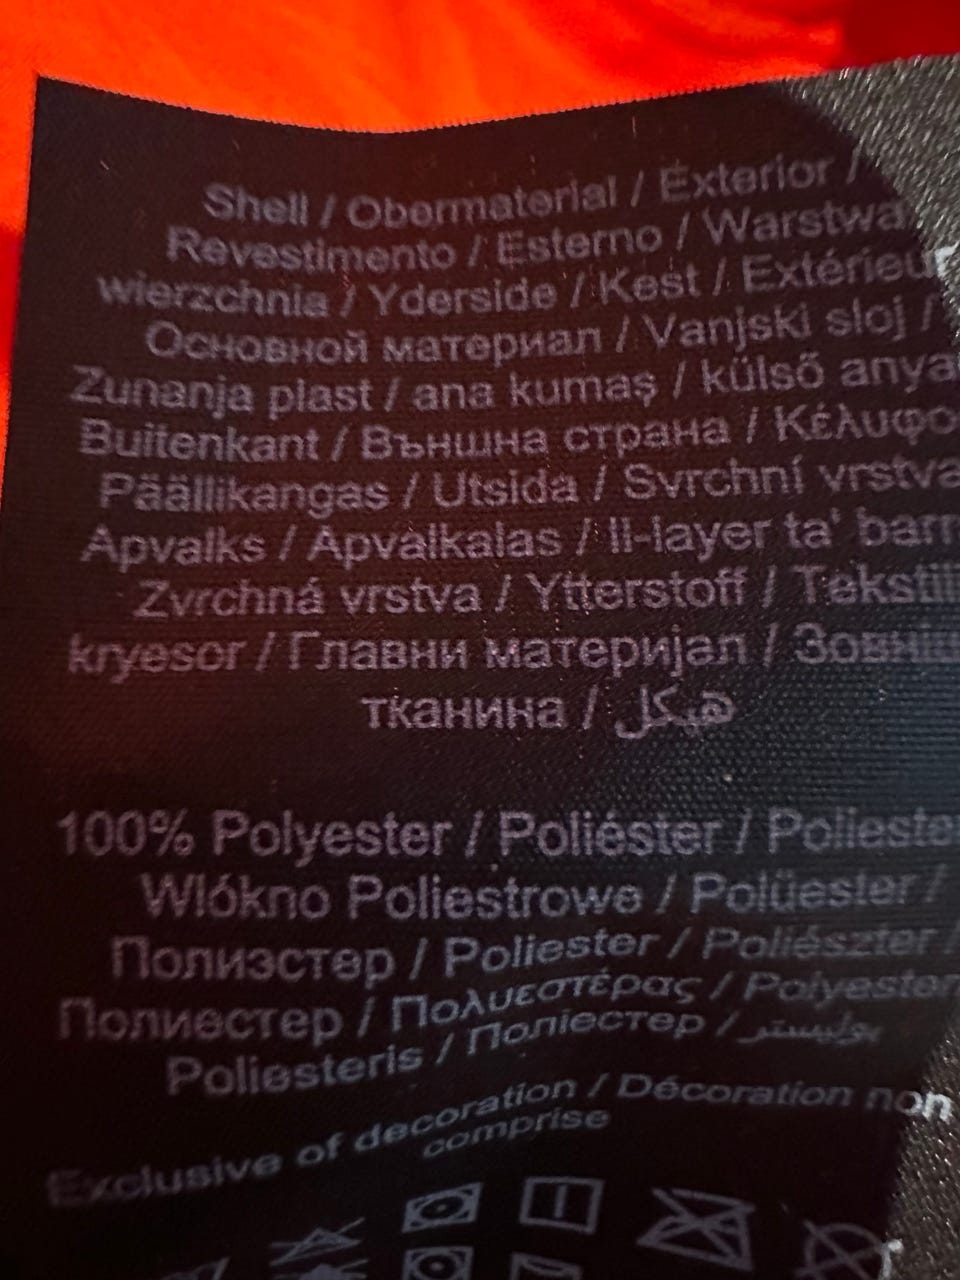 Shell / Obermaterial / Exterior /
Revestimento / Esterno / Warstwa
wierzchnia / Yderside / Kest / Extérieur
Основной материал / Vanjski sloj /
Zunanja plast / ana kumaş / külső anya
Buitenkant / Външна страна / Κέλυφο
Päällikangas / Utsida / Svrchní vrstva
Apvalks / Apvalkalas / Il-layer ta' barr
Zvrchná vrstva / Ytterstoff / Tekstil
kryesor / Главни материјал / Зовніш
тканина / هيكل
100% Polyester / Poliéster / Polieste
Włókno Poliestrowe / Polüester /
Полиэстер / Poliester / Poliészter /
Полиестер / Πολυεστέρας / Polyester
Poliesteris / Поліестер / بوليستر
Exclusive of decoration / Décoration non
comprise